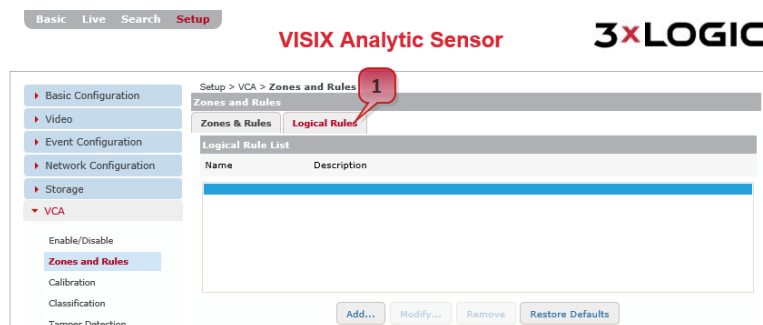 Basic Live Search Setup
VISIX Analytic Sensor
3xLOGIC
Setup > VCA > Zones and Rules
1
Zones and Rules
Zones & Rules Logical Rules
Logical Rule List
Name Description
Basic Configuration
Video
Event Configuration
Network Configuration
Storage
VCA
Enable/Disable
Zones and Rules
Calibration
Classification
Tamper Detection
Add... Modify... Remove Restore Defaults